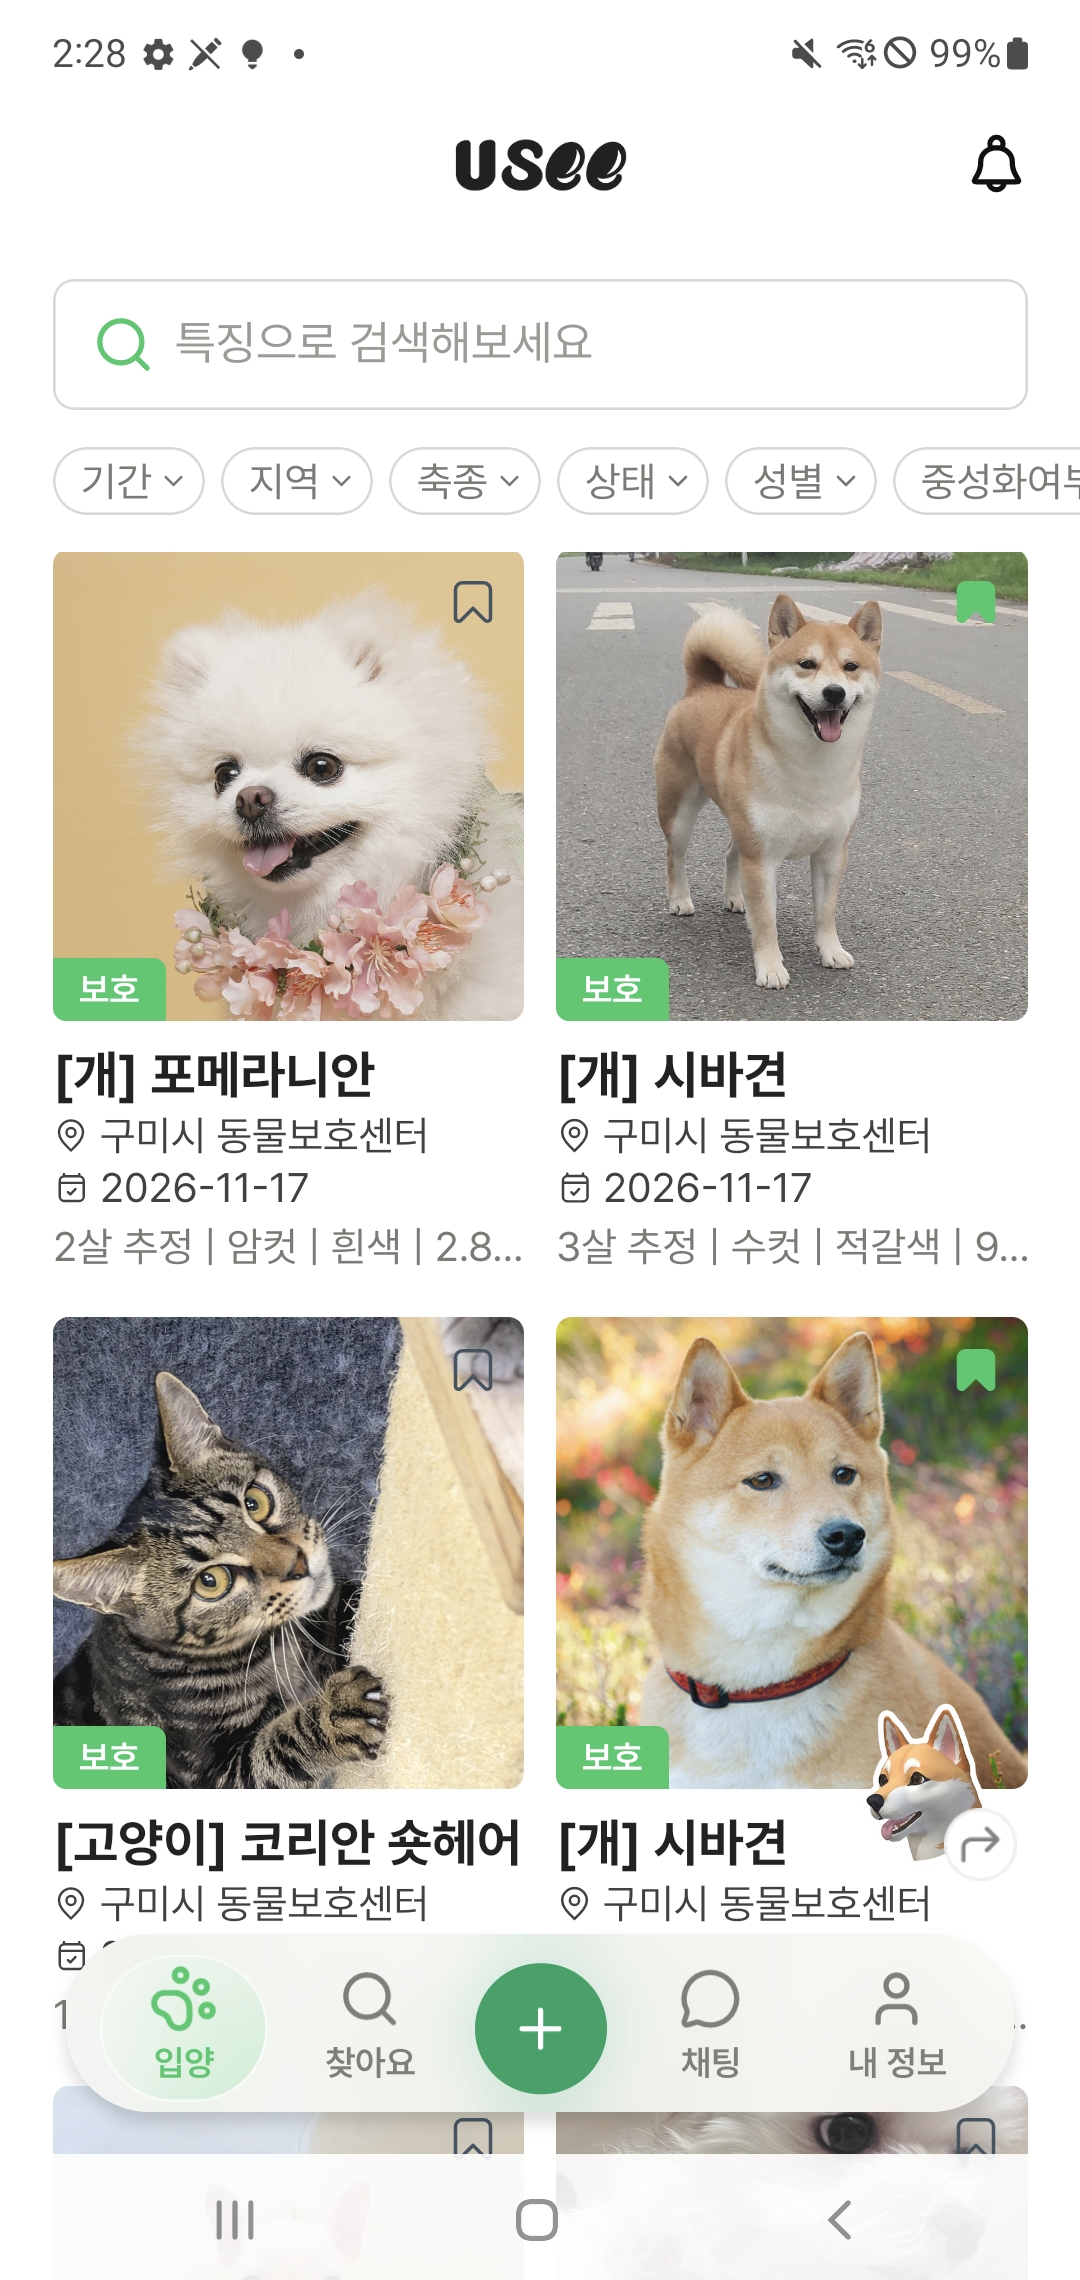 2:28
99%
usee
특징으로 검색해보세요
기간 지역 축종 상태 성별 중성화여부
보호 보호
[개] 포메라니안 [개] 시바견
구미시 동물보호센터 구미시 동물보호센터
2026-11-17 2026-11-17
2살 추정 | 암컷 | 흰색 | 2.8... 3살 추정 | 수컷 | 적갈색 | 9...
보호 보호
[고양이] 코리안 숏헤어 [개] 시바견
구미시 동물보호센터 구미시 동물보호센터
1
입양 찾아요 채팅 내 정보